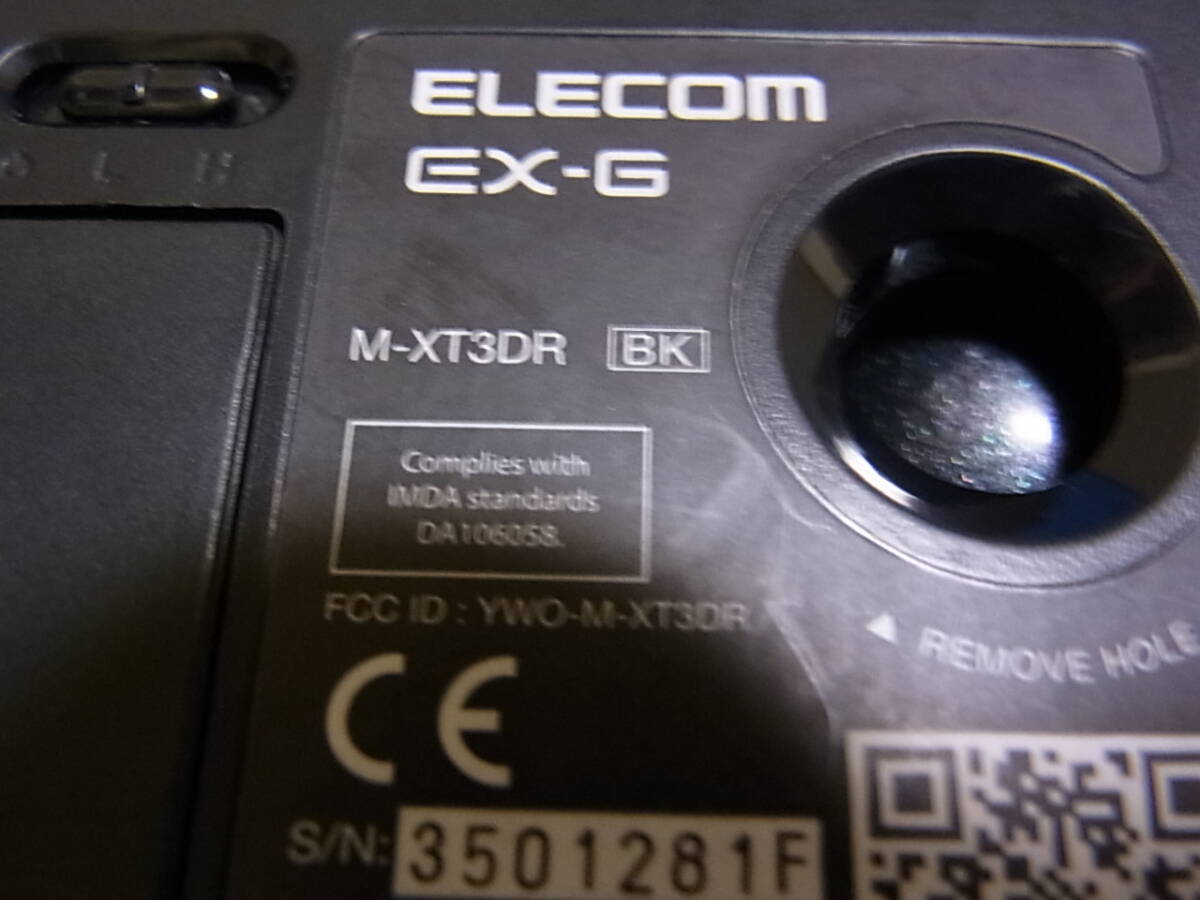 ELECOM
EX-G
L H
M-XT3DR BK
Complies with
IMDA standards
DA106058.
FCC ID : YWO-M-XT3DR
REMOVE HOLE
CE
S/N: 3501281F